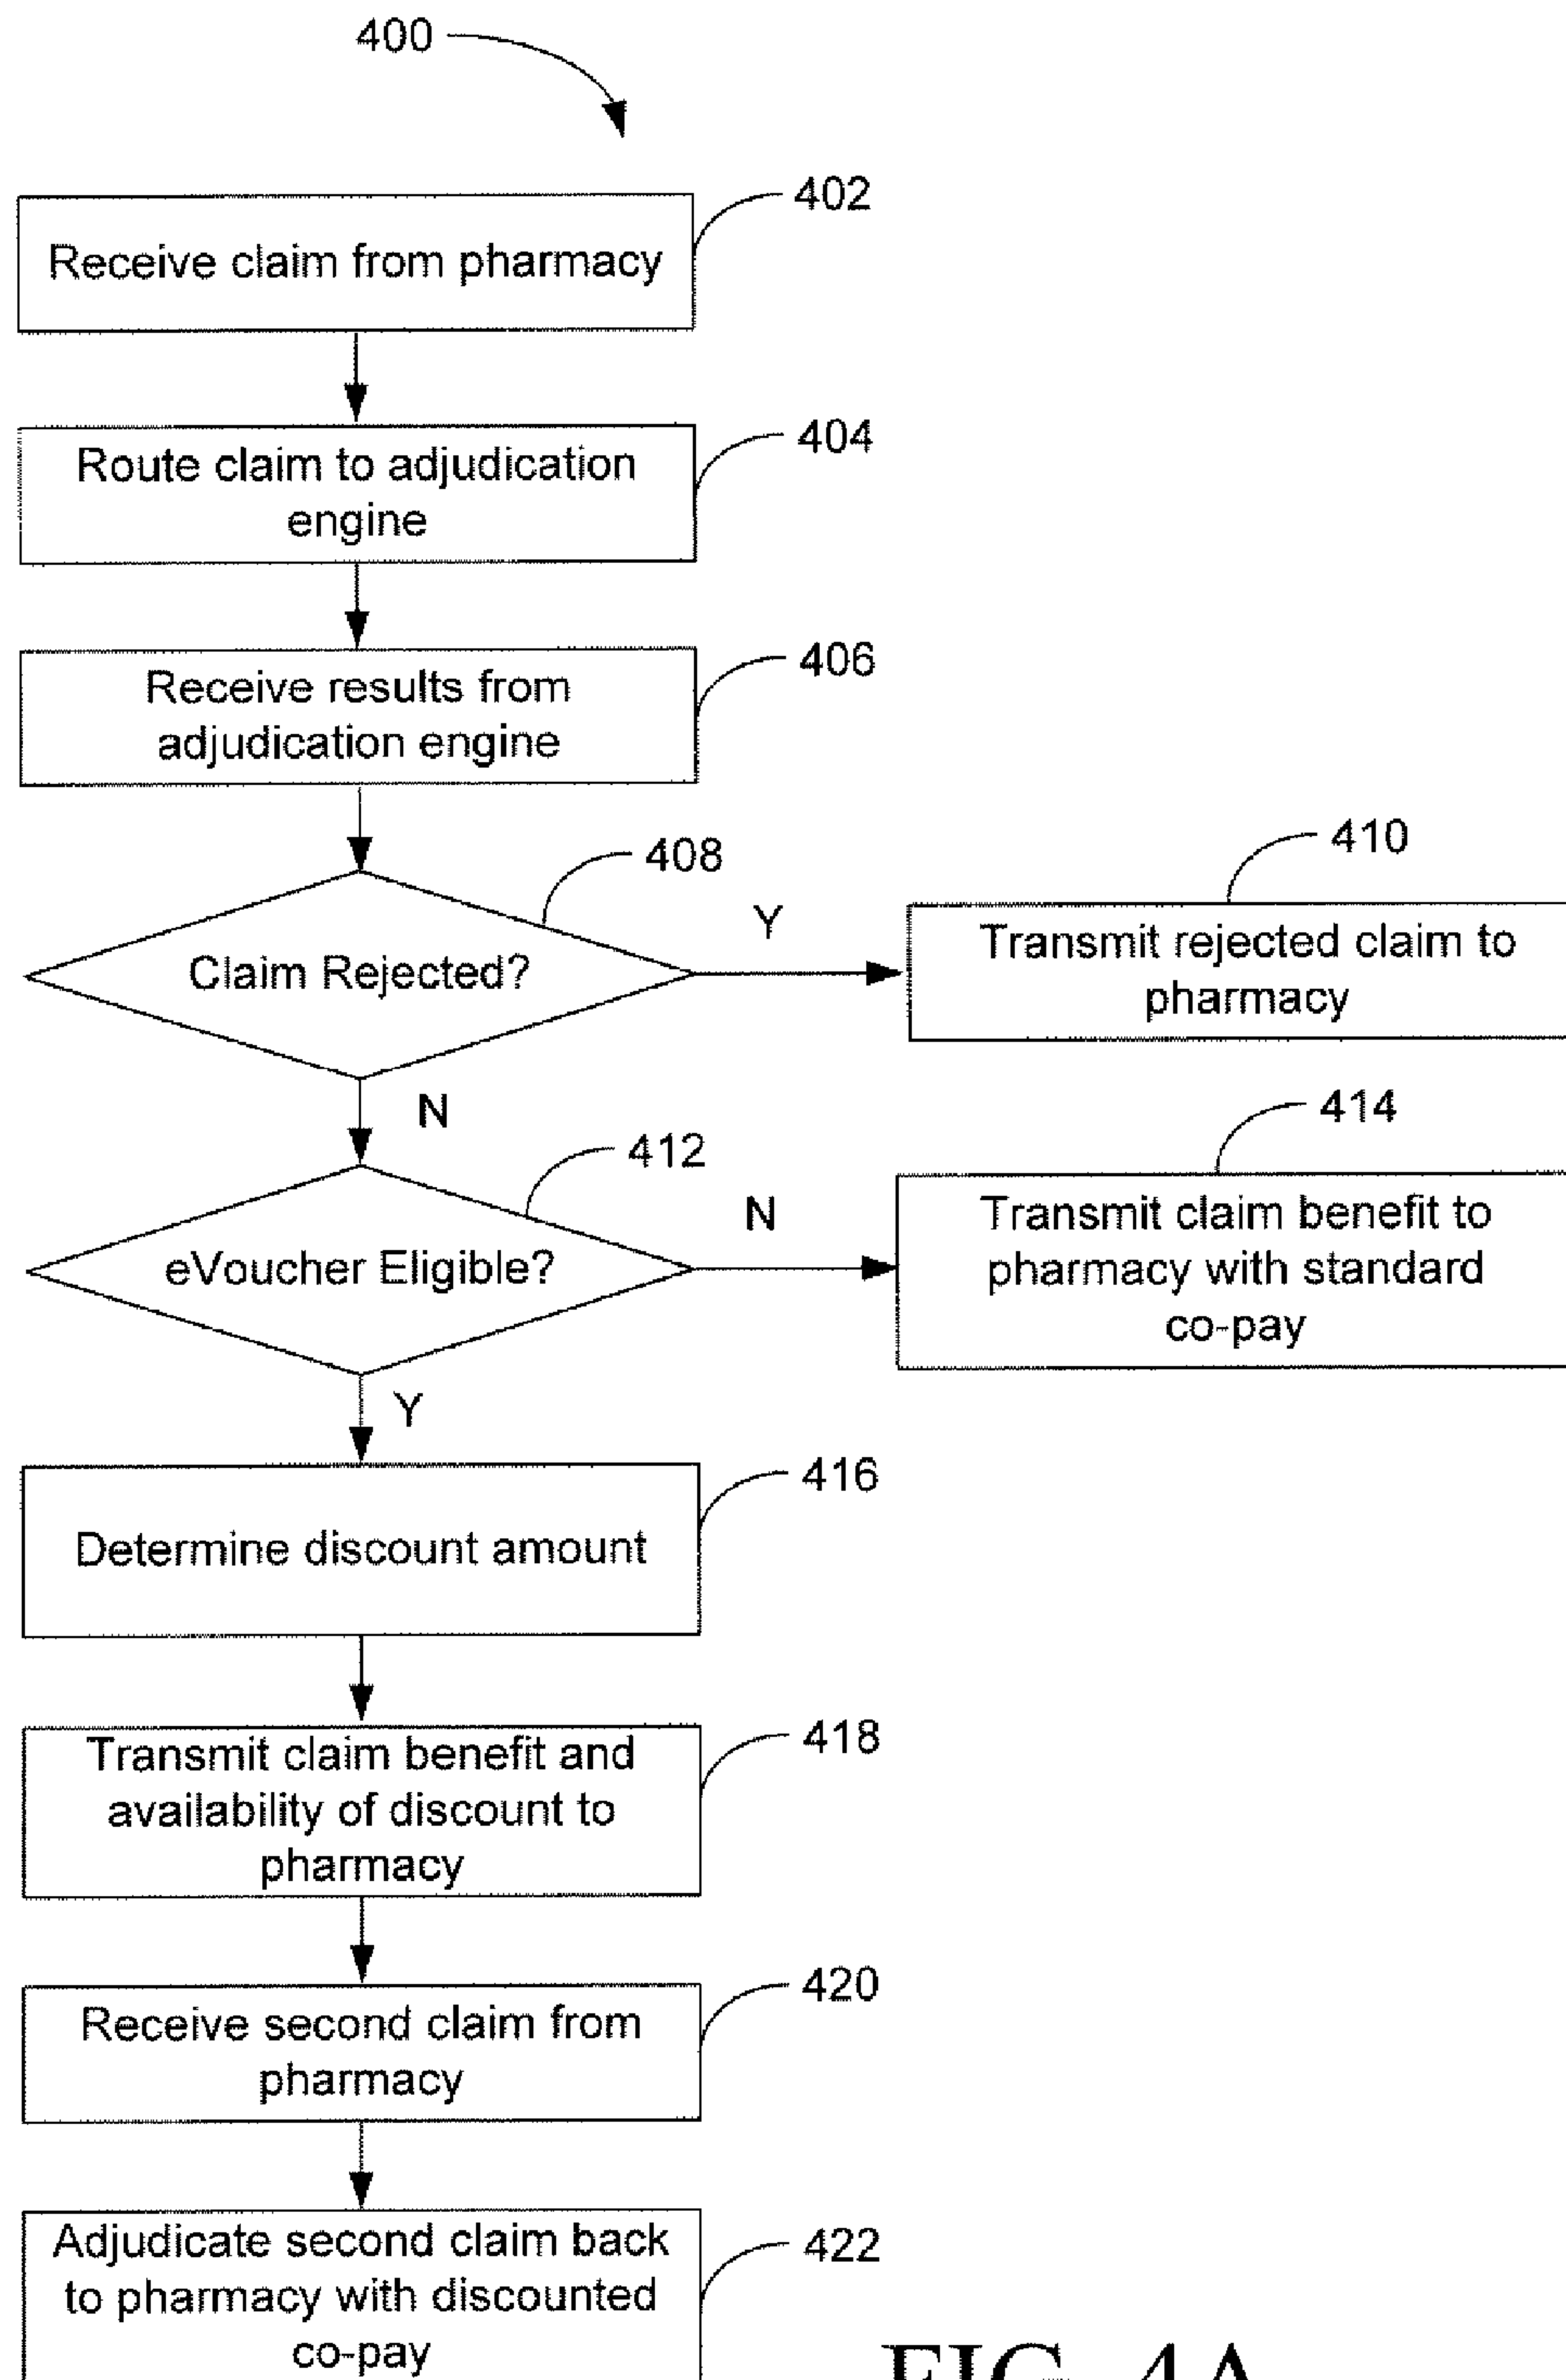 400
402
Receive claim from pharmacy
404
Route claim to adjudication
engine
406
Receive results from
adjudication engine
408
Claim Rejected?
Y
410
Transmit rejected claim to
pharmacy
N
412
eVoucher Eligible?
N
414
Transmit claim benefit to
pharmacy with standard
co-pay
Y
416
Determine discount amount
418
Transmit claim benefit and
availability of discount to
pharmacy
420
Receive second claim from
pharmacy
422
Adjudicate second claim back
to pharmacy with discounted
co-pay
FIG. 4A